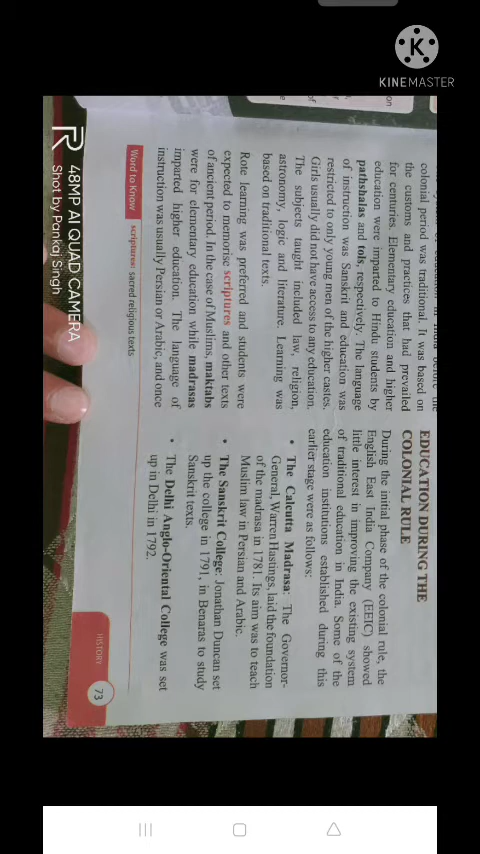 KINEMASTER
colonial period was traditional. It was based on
the customs and practices that had prevailed
for centuries. Elementary education and higher
education were imparted to Hindu students by
pathshalas and tols, respectively. The language
of instruction was Sanskrit and education was
restricted to only young men of the higher castes.
Girls usually did not have access to any education.
The subjects taught included law, religion,
astronomy, logic and literature. Learning was
based on traditional texts.
Rote learning was preferred and students were
expected to memorise scriptures and other texts
of ancient period. In the case of Muslims, maktabs
were for elementary education while madrasas
imparted higher education. The language of
instruction was usually Persian or Arabic, and once
Word to Know scriptures: sacred religious texts
EDUCATION DURING THE
COLONIAL RULE
During the initial phase of the colonial rule, the
English East India Company (EEIC) showed
little interest in improving the existing system
of traditional education in India. Some of the
education institutions established during this
earlier stage were as follows:
• The Calcutta Madrasa: The Governor-
General, Warren Hastings, laid the foundation
of the madrasa in 1781. Its aim was to teach
Muslim law in Persian and Arabic.
• The Sanskrit College: Jonathan Duncan set
up the college in 1791, in Benaras to study
Sanskrit texts.
• The Delhi Anglo-Oriental College was set
up in Delhi in 1792.
HISTORY
73
48MP AI QUAD CAMERA
Shot by Pankaj Singh